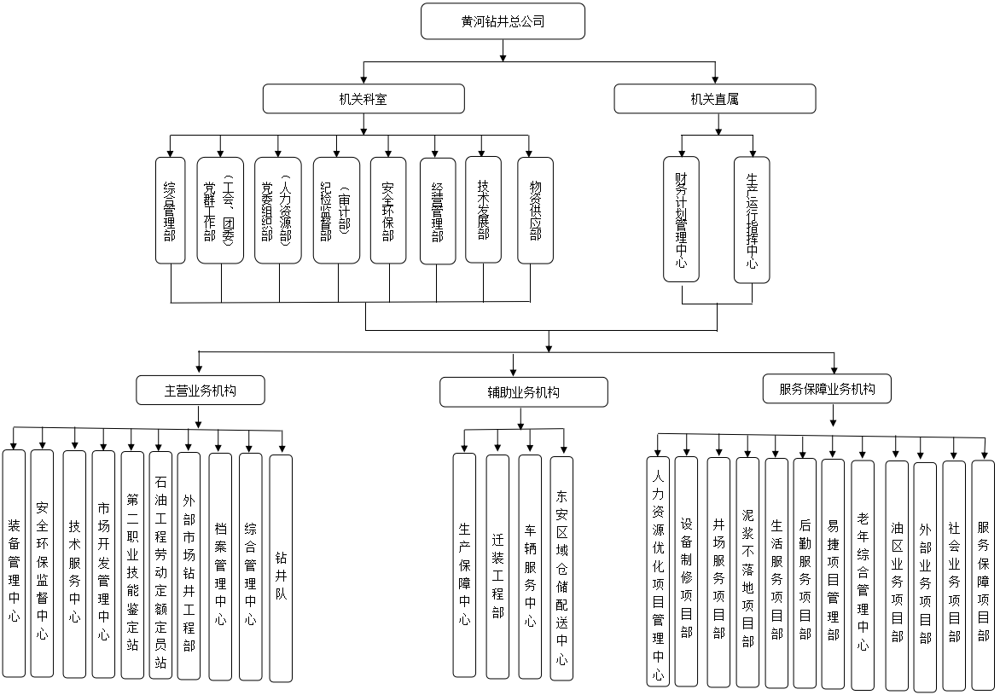 黄河钻井总公司
机关科室
机关直属
综合管理部
党群工作部
（工会、团委）
党委组织部
（人力资源部）
纪检监督部
（审计部）
安全环保部
经营管理部
技术发展部
物资供应部
财务计划管理中心
生产运行指挥中心
主营业务机构
辅助业务机构
服务保障业务机构
装备管理中心
安全环保监督中心
技术服务中心
市场开发管理中心
第二职业技能鉴定站
石油工程劳动定额定员站
外部市场钻井工程部
档案管理中心
综合管理中心
钻井队
生产保障中心
迁装工程部
车辆服务中心
东安区域仓储配送中心
人力资源优化项目管理中心
设备制修项目部
井场服务项目部
泥浆不落地项目部
生活服务项目部
后勤服务项目部
易捷项目管理部
老年综合管理中心
油区业务项目部
外部业务项目部
社会业务项目部
服务保障项目部